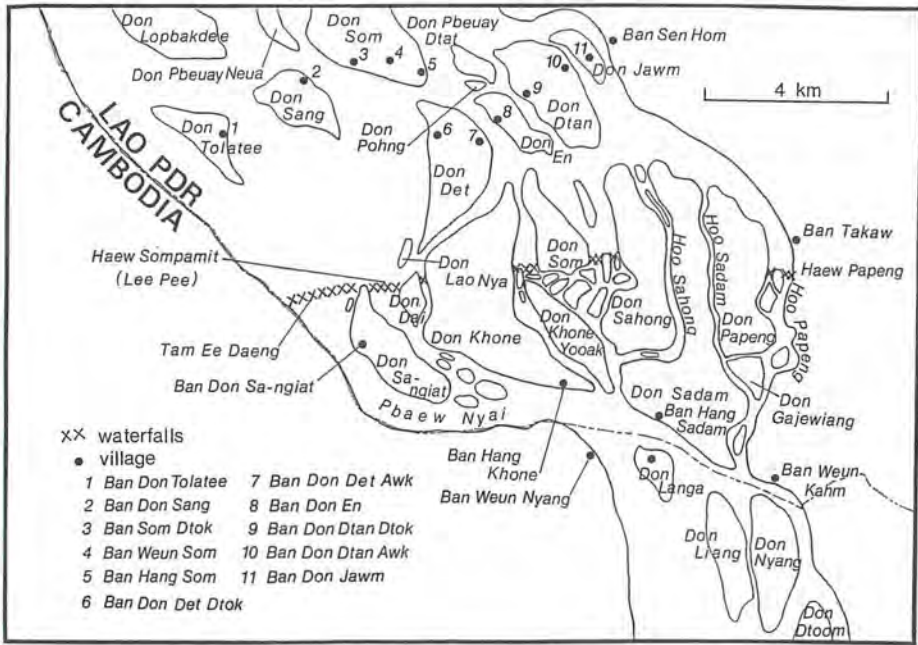 Don
Lopbakdee
Don
Som
Don Pbeuay
Dtat
Ban Sen Hom
Don Pbeuay Neua
3
4
5
11
10
Don Jawm
4 km
2
Don
Sang
9
Don
Dtan
Don
Tolatee
1
Don
Pohng
8
Don
En
6
7
Don
Det
LAO PDR
CAMBODIA
Haew Sompamit
(Lee Pee)
Don
Lao Nya
Don
Som
Hoo Sahong
Hoo Sadam
Ban Takaw
Haew Papeng
Hoo Papeng
Don
Dai
Don
Sahong
Don
Papeng
Tam Ee Daeng
Don Khone
Don
Khone
Yooak
Ban Don Sa-ngiat
Don
Sa-
ngiat
Don Sadam
Don
Gajewiang
Pbaew Nyai
Ban Hang
Sadam
Ban Hang
Khone
Ban Weun Nyang
Don
Langa
Ban Weun
Kahm
Don
Liang
Don
Nyang
Don
Dtoom
xx waterfalls
• village
1 Ban Don Tolatee
2 Ban Don Sang
3 Ban Som Dtok
4 Ban Weun Som
5 Ban Hang Som
6 Ban Don Det Dtok
7 Ban Don Det Awk
8 Ban Don En
9 Ban Don Dtan Dtok
10 Ban Don Dtan Awk
11 Ban Don Jawm